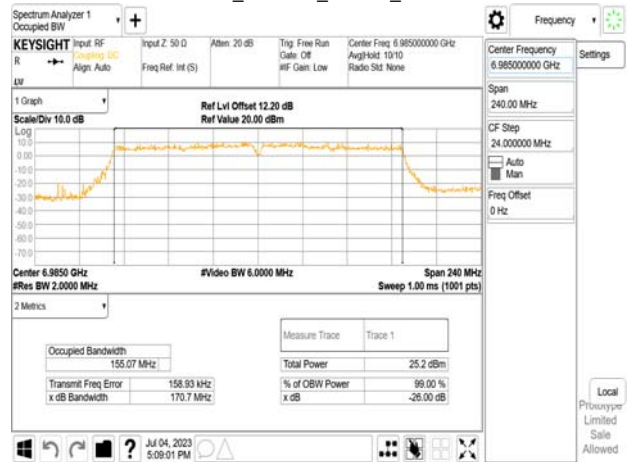 Spectrum Analyzer 1
Occupied BW
KEYSIGHT
R
Input: RF
Coupling: DC
Align: Auto
Input Z: 50 Ω
Freq Ref: Int (S)
Atten: 20 dB
Trig: Free Run
Gate: Off
#IF Gain: Low
Center Freq: 6.985000000 GHz
Avg|Hold: 10/10
Radio Std: None
1 Graph
Scale/Div 10.0 dB
Ref Lvl Offset 12.20 dB
Ref Value 20.00 dBm
Log
10.0
0.00
-10.0
-20.0
-30.0
-40.0
-50.0
-60.0
-70.0
Center 6.9850 GHz
#Res BW 2.0000 MHz
#Video BW 6.0000 MHz
Span 240 MHz
Sweep 1.00 ms (1001 pts)
2 Metrics
Measure Trace
Trace 1
Occupied Bandwidth
155.07 MHz
Total Power
25.2 dBm
Transmit Freq Error
158.93 kHz
% of OBW Power
99.00 %
x dB Bandwidth
170.7 MHz
x dB
-26.00 dB
?
Jul 04, 2023
5:09:01 PM
Frequency
Center Frequency
6.985000000 GHz
Settings
Span
240.00 MHz
CF Step
24.000000 MHz
Auto
Man
Freq Offset
0 Hz
Local
Prototype
Limited
Sale
Allowed